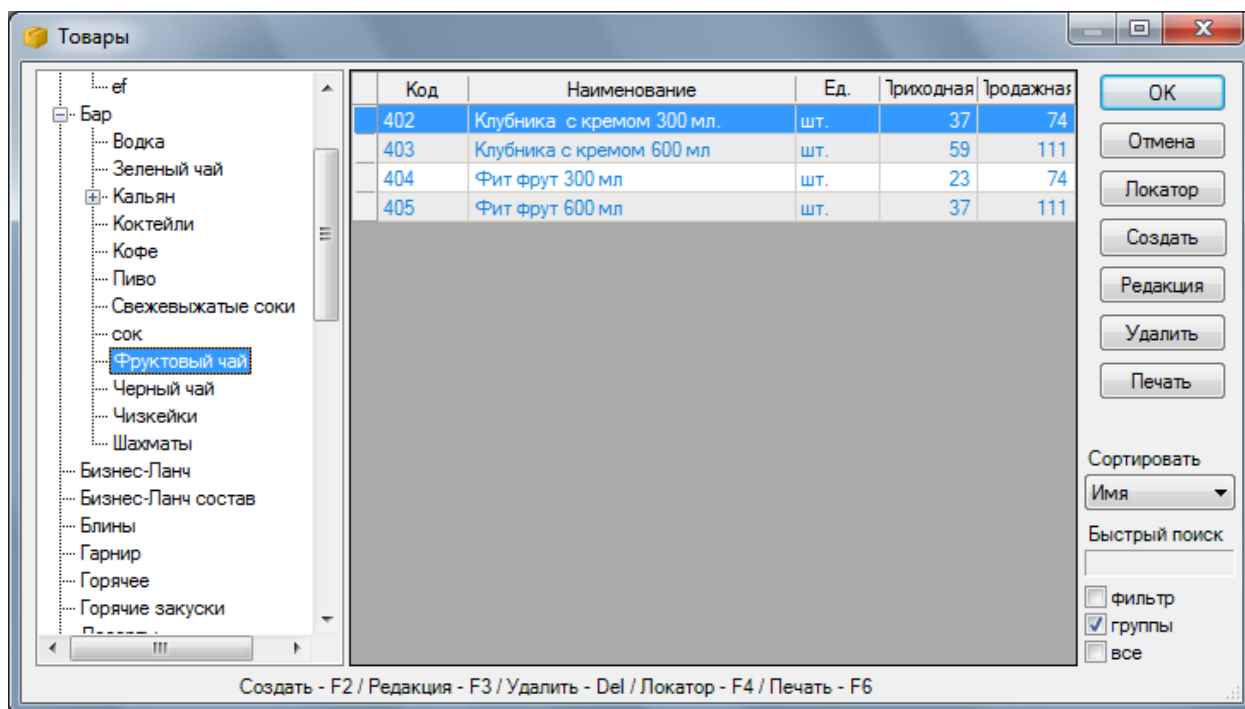 Товары
ef
Бар
Водка
Зеленый чай
Кальян
Коктейли
Кофе
Пиво
Свежевыжатые соки
сок
Фруктовый чай
Черный чай
Чизкейки
Шахматы
Бизнес-Ланч
Бизнес-Ланч состав
Блины
Гарнир
Горячее
Горячие закуски
Код Наименование Ед. Приходная Продажная
402 Клубника с кремом 300 мл. шт. 37 74
403 Клубника с кремом 600 мл шт. 59 111
404 Фит фрут 300 мл шт. 23 74
405 Фит фрут 600 мл шт. 37 111
OK
Отмена
Локатор
Создать
Редакция
Удалить
Печать
Сортировать
Имя
Быстрый поиск
фильтр
группы
все
Создать - F2 / Редакция - F3 / Удалить - Del / Локатор - F4 / Печать - F6